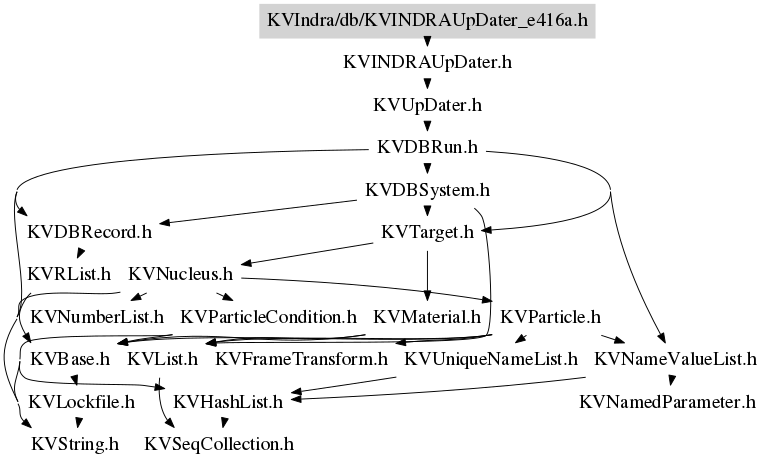 KVIndra/db/KVINDRAUpDater_e416a.h
KVINDRAUpDater.h
KVUpDater.h
KVDBRun.h
KVDBSystem.h
KVDBRecord.h
KVTarget.h
KVRList.h
KVNucleus.h
KVNumberList.h
KVParticleCondition.h
KVMaterial.h
KVParticle.h
KVBase.h
KVList.h
KVFrameTransform.h
KVUniqueNameList.h
KVNameValueList.h
KVLockfile.h
KVHashList.h
KVNamedParameter.h
KVString.h
KVSeqCollection.h